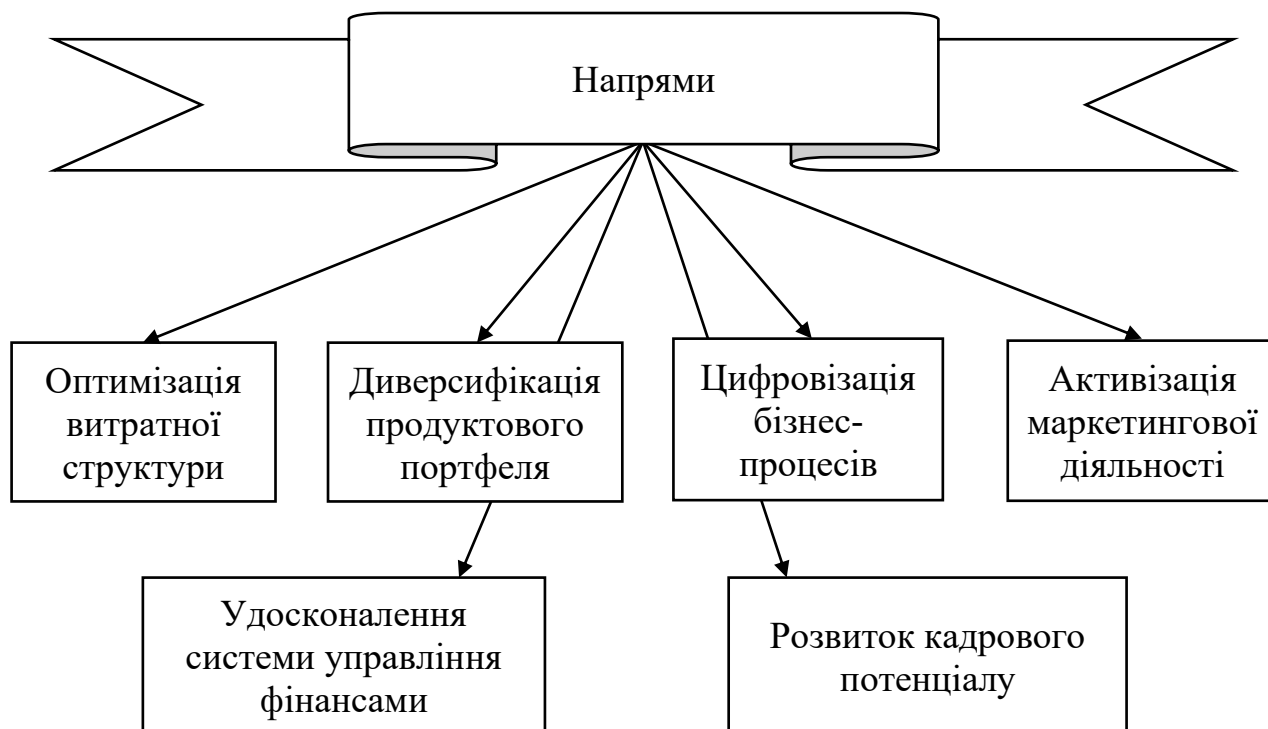 Напрями
Оптимізація
витратної
структури
Диверсифікація
продуктового
портфеля
Цифровізація
бізнес-
процесів
Активізація
маркетингової
діяльності
Удосконалення
системи управління
фінансами
Розвиток кадрового
потенціалу